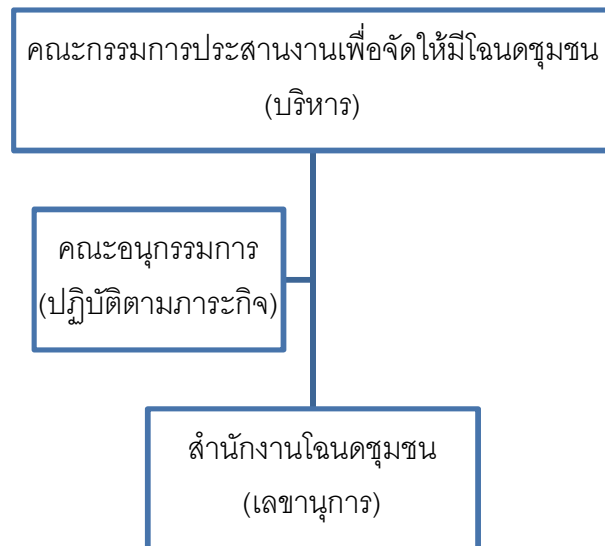 คณะกรรมการประสานงานเพื่อจัดให้มีโฉนดชุมชน
(บริหาร)
คณะอนุกรรมการ
(ปฏิบัติตามภาระกิจ)
สำนักงานโฉนดชุมชน
(เลขานุการ)